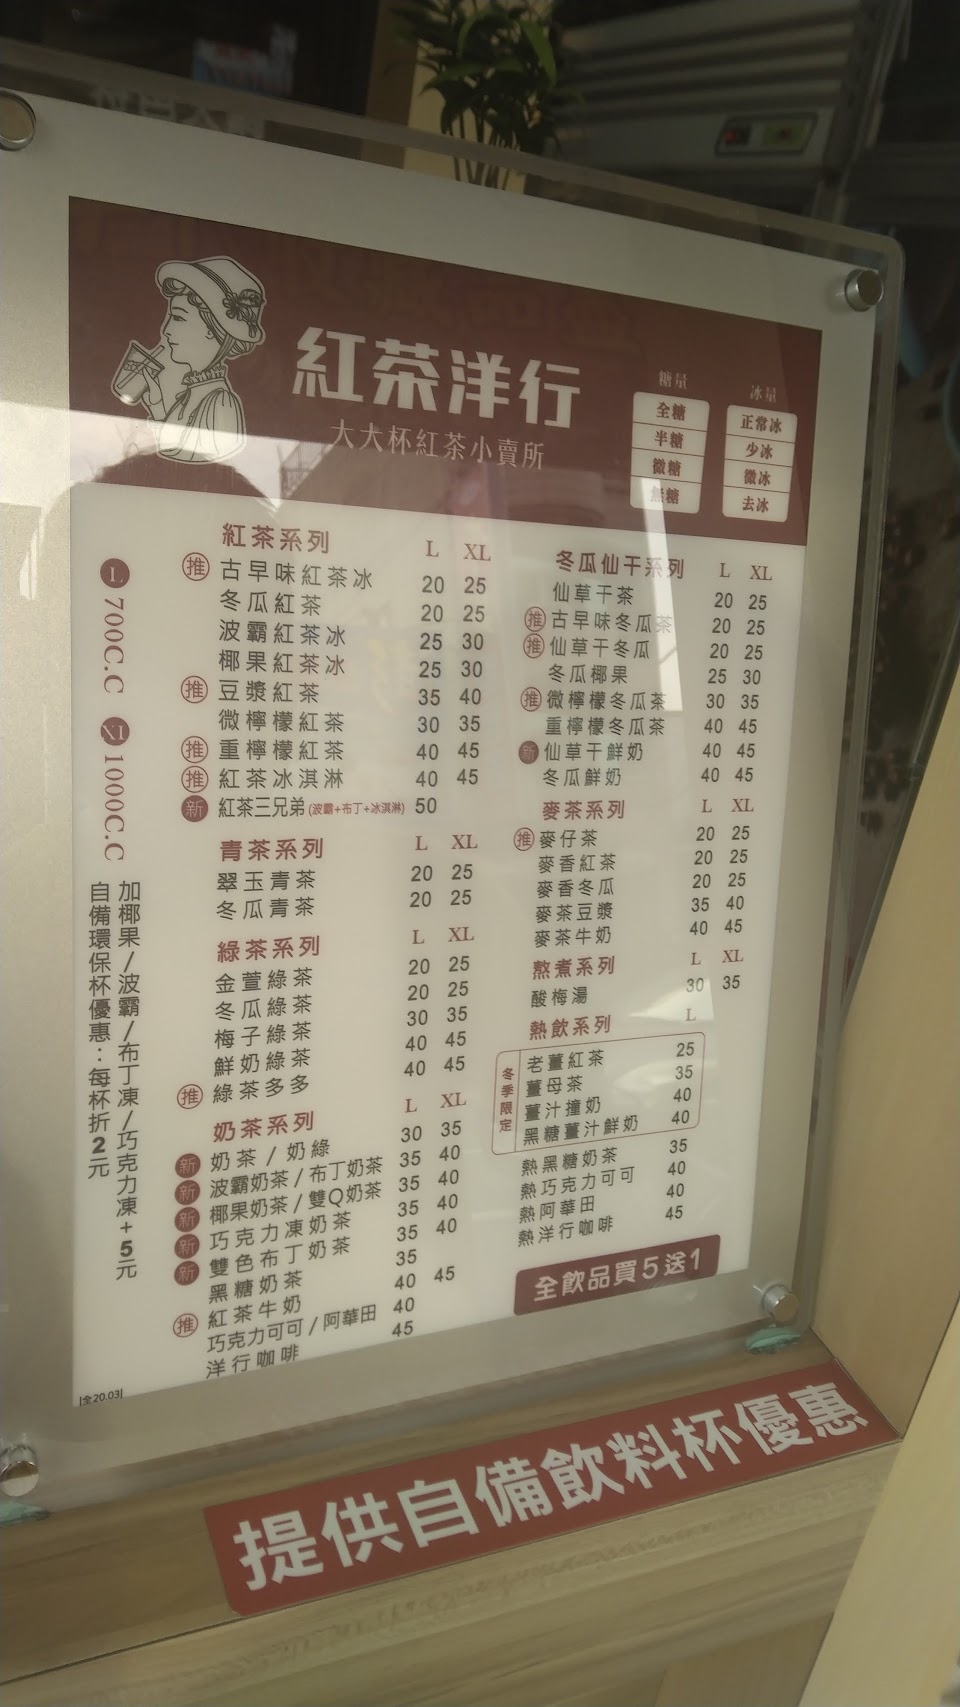 紅茶洋行
大大杯紅茶小賣所
糖量
全糖
半糖
微糖
無糖
冰量
正常冰
少冰
微冰
去冰
L 700C.C XL 1000C.C
加椰果/波霸/布丁凍/巧克力凍+5元
自備環保杯優惠：每杯折2元
紅茶系列 L XL
推 古早味紅茶冰 20 25
冬瓜紅茶 20 25
波霸紅茶冰 25 30
椰果紅茶冰 25 30
推 豆漿紅茶 35 40
微檸檬紅茶 30 35
推 重檸檬紅茶 40 45
推 紅茶冰淇淋 40 45
新 紅茶三兄弟(波霸+布丁+冰淇淋) 50
青茶系列 L XL
翠玉青茶 20 25
冬瓜青茶 20 25
綠茶系列 L XL
金萱綠茶 20 25
冬瓜綠茶 20 25
梅子綠茶 30 35
鮮奶綠茶 40 45
推 綠茶多多 40 45
奶茶系列 L XL
奶茶/奶綠 30 35
新 波霸奶茶/布丁奶茶 35 40
新 椰果奶茶/雙Q奶茶 35 40
新 巧克力凍奶茶 35 40
新 雙色布丁奶茶 35 40
黑糖奶茶 35
推 紅茶牛奶 40 45
巧克力可可/阿華田 40
洋行咖啡 45
|全20.03|
冬瓜仙干系列 L XL
仙草干茶 20 25
推 古早味冬瓜茶 20 25
推 仙草干冬瓜 20 25
冬瓜椰果 25 30
推 微檸檬冬瓜茶 30 35
重檸檬冬瓜茶 40 45
新 仙草干鮮奶 40 45
冬瓜鮮奶 40 45
麥茶系列 L XL
推 麥仔茶 20 25
麥香紅茶 20 25
麥香冬瓜 20 25
麥茶豆漿 35 40
麥茶牛奶 40 45
熬煮系列 L XL
酸梅湯 30 35
熱飲系列 L
冬季限定
老薑紅茶 25
薑母茶 35
薑汁撞奶 40
黑糖薑汁鮮奶 40
熱黑糖奶茶 35
熱巧克力可可 40
熱阿華田 40
熱洋行咖啡 45
全飲品買5送1
提供自備飲料杯優惠